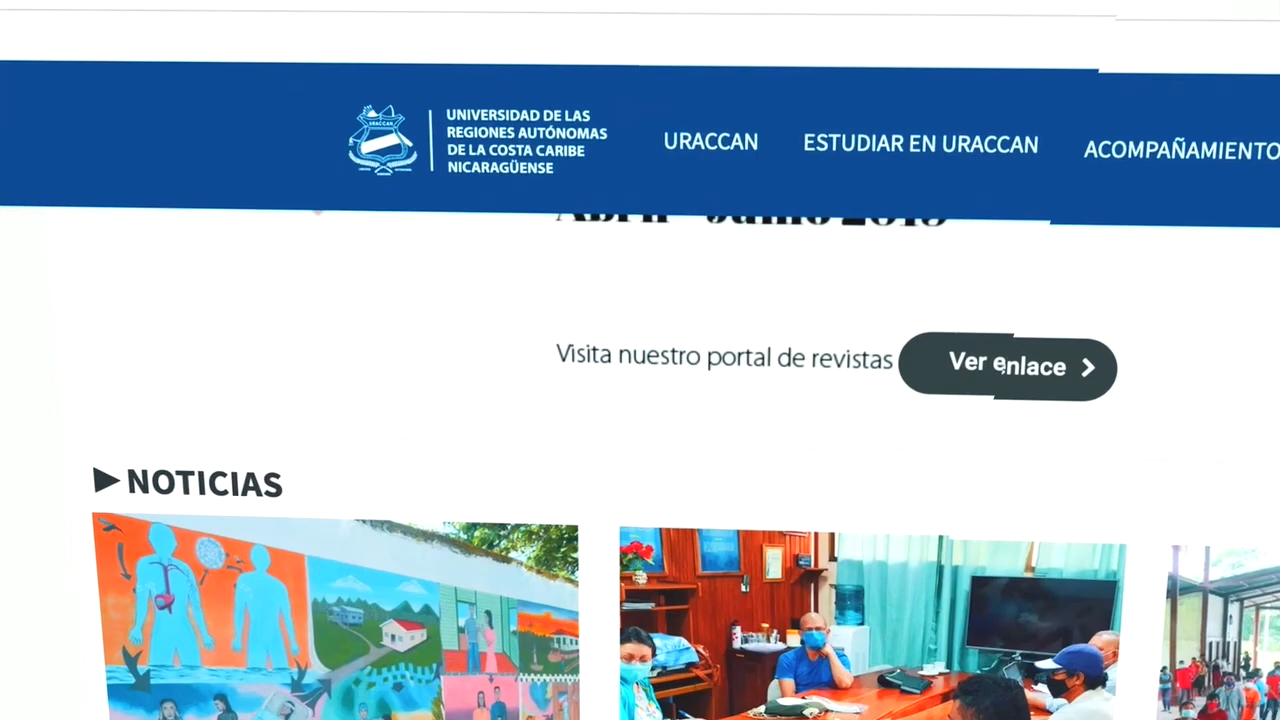 URACCAN
UNIVERSIDAD DE LAS
REGIONES AUTÓNOMAS
DE LA COSTA CARIBE
NICARAGÜENSE
URACCAN
ESTUDIAR EN URACCAN
ACOMPAÑAMIENTO
Visita nuestro portal de revistas
Ver enlace
NOTICIAS